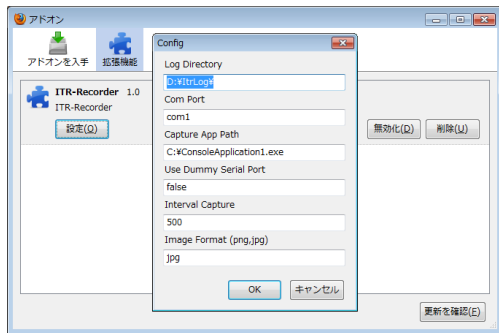 アドオン
アドオンを入手
拡張機能
ITR-Recorder 1.0
ITR-Recorder
設定(O)
無効化(D)
削除(U)
Config
Log Directory
D:¥ItrLog¥
Com Port
com1
Capture App Path
C:¥ConsoleApplication1.exe
Use Dummy Serial Port
false
Interval Capture
500
Image Format (png,jpg)
jpg
OK
キャンセル
更新を確認(F)